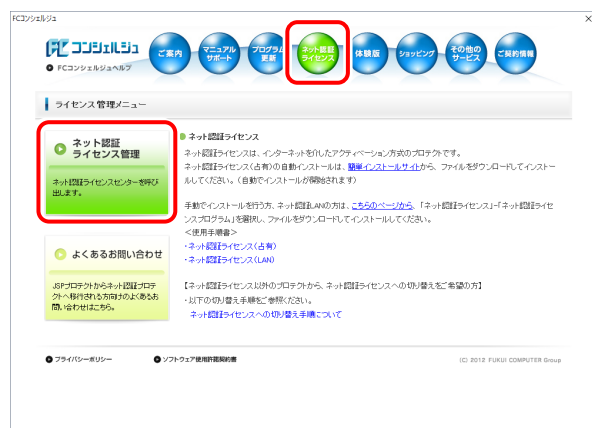 FCコンシェルジュ
×
FCコンシェルジュ
FCコンシェルジュヘルプ
ご案内
マニュアル
サポート
プログラム
更新
ネット認証
ライセンス
体験版
ショッピング
その他の
サービス
ご契約情報
ライセンス管理メニュー
ネット認証
ライセンス管理
ネット認証ライセンスセンターを呼び
出します。
よくあるお問い合わせ
JSPプロテクトからネット認証プロテ
クトへ移行される方向けのよくあるお
問い合わせはこちら。
ネット認証ライセンス
ネット認証ライセンスは、インターネットを介したアクティベーション方式のプロテクトです。
ネット認証ライセンス(占有)の自動インストールは、簡単インストールサイトから、ファイルをダウンロードしてインストー
ルしてください。(自動でインストールが開始されます)
手動でインストールを行う方、ネット認証LANの方は、こちらのページから、「ネット認証ライセンス」-「ネット認証ライセ
ンスプログラム」を選択し、ファイルをダウンロードしてインストールしてください。
<使用手順書>
・ネット認証ライセンス(占有)
・ネット認証ライセンス(LAN)
【ネット認証ライセンス以外のプロテクトから、ネット認証ライセンスへの切り替えをご希望の方】
・以下の切り替え手順をご参照ください。
ネット認証ライセンスへの切り替え手順について
プライバシーポリシー
ソフトウェア使用許諾契約書
(C) 2012 FUKUI COMPUTER Group